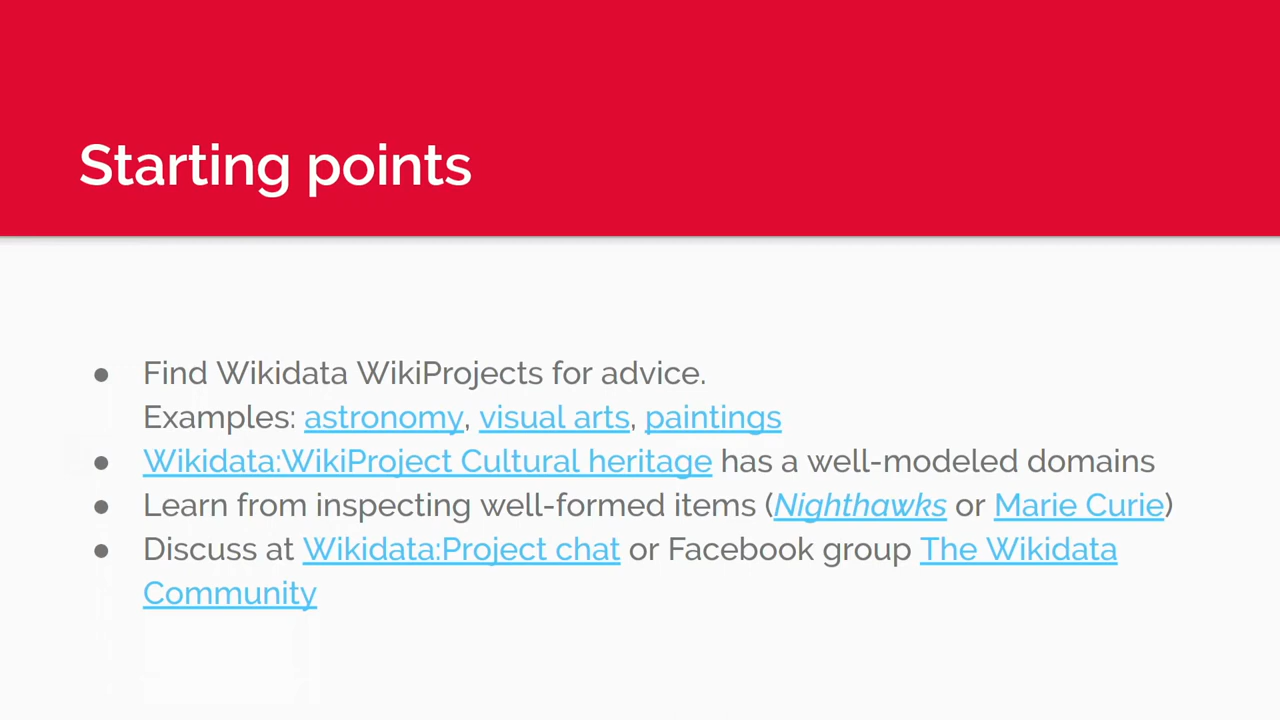 Starting points
● Find Wikidata WikiProjects for advice.
Examples: astronomy, visual arts, paintings
● Wikidata:WikiProject Cultural heritage has a well-modeled domains
● Learn from inspecting well-formed items (Nighthawks or Marie Curie)
● Discuss at Wikidata:Project chat or Facebook group The Wikidata
Community